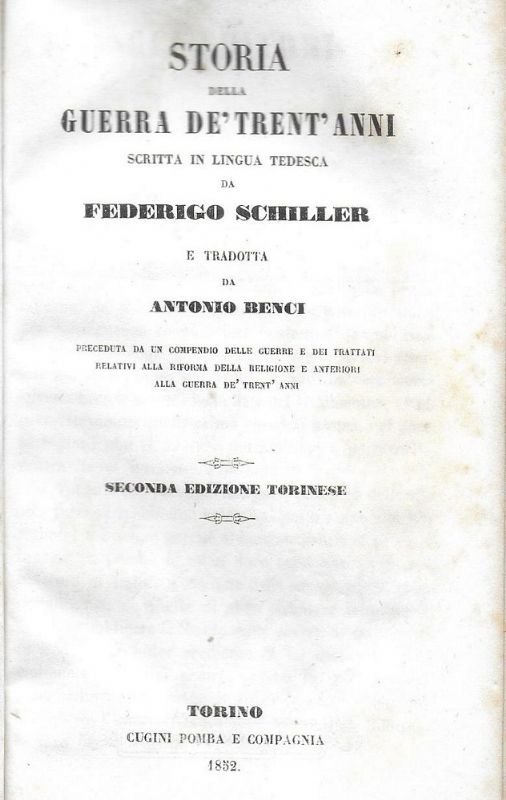 STORIA
DELLA
GUERRA DE' TRENT' ANNI
SCRITTA IN LINGUA TEDESCA
DA
FEDERIGO SCHILLER
E TRADOTTA
DA
ANTONIO BENCI
PRECEDUTA DA UN COMPENDIO DELLE GUERRE E DEI TRATTATI
RELATIVI ALLA RIFORMA DELLA RELIGIONE E ANTERIORI
ALLA GUERRA DE' TRENT' ANNI
SECONDA EDIZIONE TORINESE
TORINO
CUGINI POMBA E COMPAGNIA
1852.